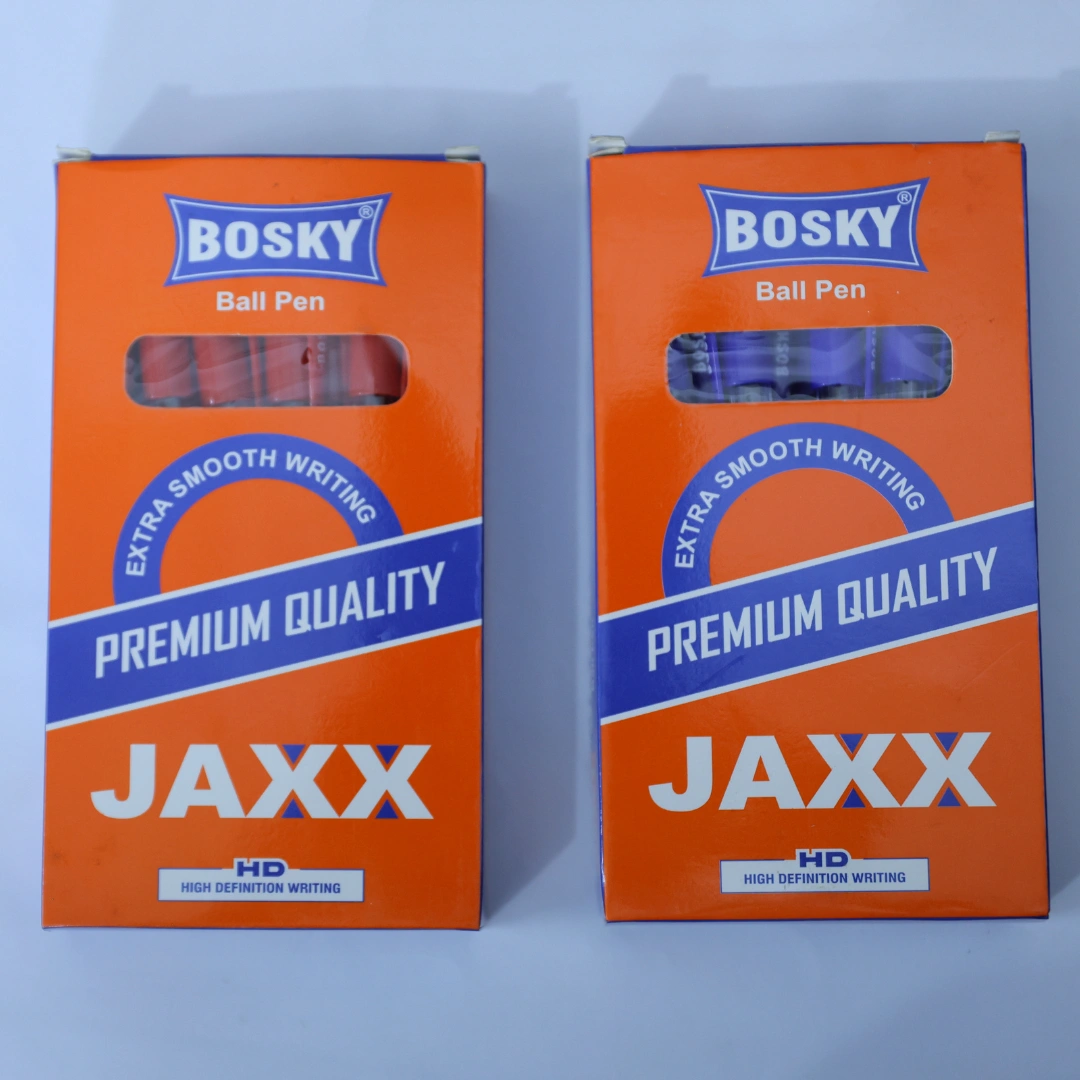 BOSKY®
Ball Pen
EXTRA SMOOTH WRITING
PREMIUM QUALITY
JAXX
HD
HIGH DEFINITION WRITING
BOSKY®
Ball Pen
BOSKY
EXTRA SMOOTH WRITING
PREMIUM QUALITY
JAXX
HD
HIGH DEFINITION WRITING